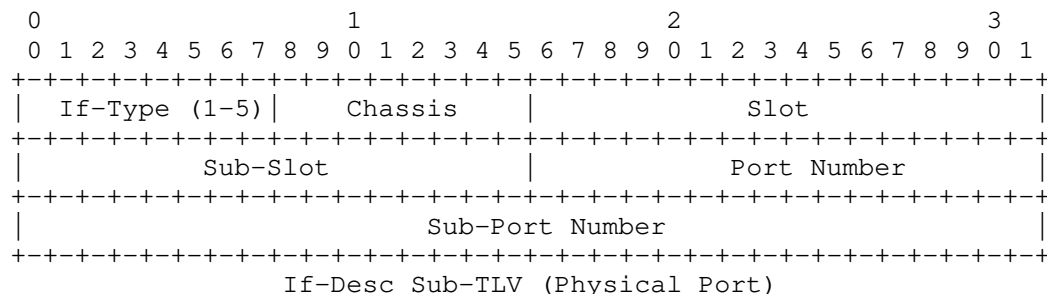 0                   1                   2                   3
 0 1 2 3 4 5 6 7 8 9 0 1 2 3 4 5 6 7 8 9 0 1 2 3 4 5 6 7 8 9 0 1
+-+-+-+-+-+-+-+-+-+-+-+-+-+-+-+-+-+-+-+-+-+-+-+-+-+-+-+-+-+-+-+-+
|  If-Type (1-5)|    Chassis    |             Slot              |
+-+-+-+-+-+-+-+-+-+-+-+-+-+-+-+-+-+-+-+-+-+-+-+-+-+-+-+-+-+-+-+-+
|           Sub-Slot            |            Port Number        |
+-+-+-+-+-+-+-+-+-+-+-+-+-+-+-+-+-+-+-+-+-+-+-+-+-+-+-+-+-+-+-+-+
|                         Sub-Port Number                       |
+-+-+-+-+-+-+-+-+-+-+-+-+-+-+-+-+-+-+-+-+-+-+-+-+-+-+-+-+-+-+-+-+
                If-Desc Sub-TLV (Physical Port)